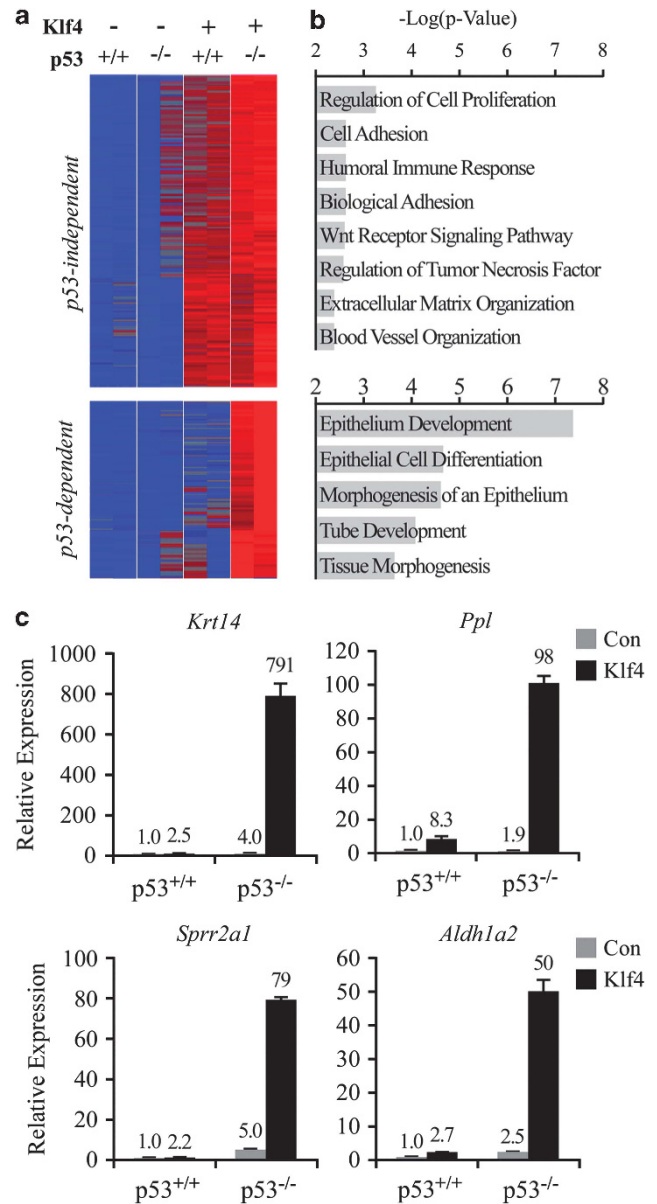 a
Klf4 - - + +
p53 +/+ -/- +/+ -/-
p53-independent
p53-dependent
b
-Log(p-Value)
2 3 4 5 6 7 8
Regulation of Cell Proliferation
Cell Adhesion
Humoral Immune Response
Biological Adhesion
Wnt Receptor Signaling Pathway
Regulation of Tumor Necrosis Factor
Extracellular Matrix Organization
Blood Vessel Organization
2 3 4 5 6 7 8
Epithelium Development
Epithelial Cell Differentiation
Morphogenesis of an Epithelium
Tube Development
Tissue Morphogenesis
c
Krt14
Relative Expression
1000
800
600
400
200
0
1.0 2.5 4.0 791
p53+/+ p53-/-
Ppl
120
100
80
60
40
20
0
1.0 8.3 1.9 98
p53+/+ p53-/-
Con
Klf4
Sprr2a1
Relative Expression
100
80
60
40
20
0
1.0 2.2 5.0 79
p53+/+ p53-/-
Aldh1a2
60
50
40
30
20
10
0
1.0 2.7 2.5 50
p53+/+ p53-/-
Con
Klf4